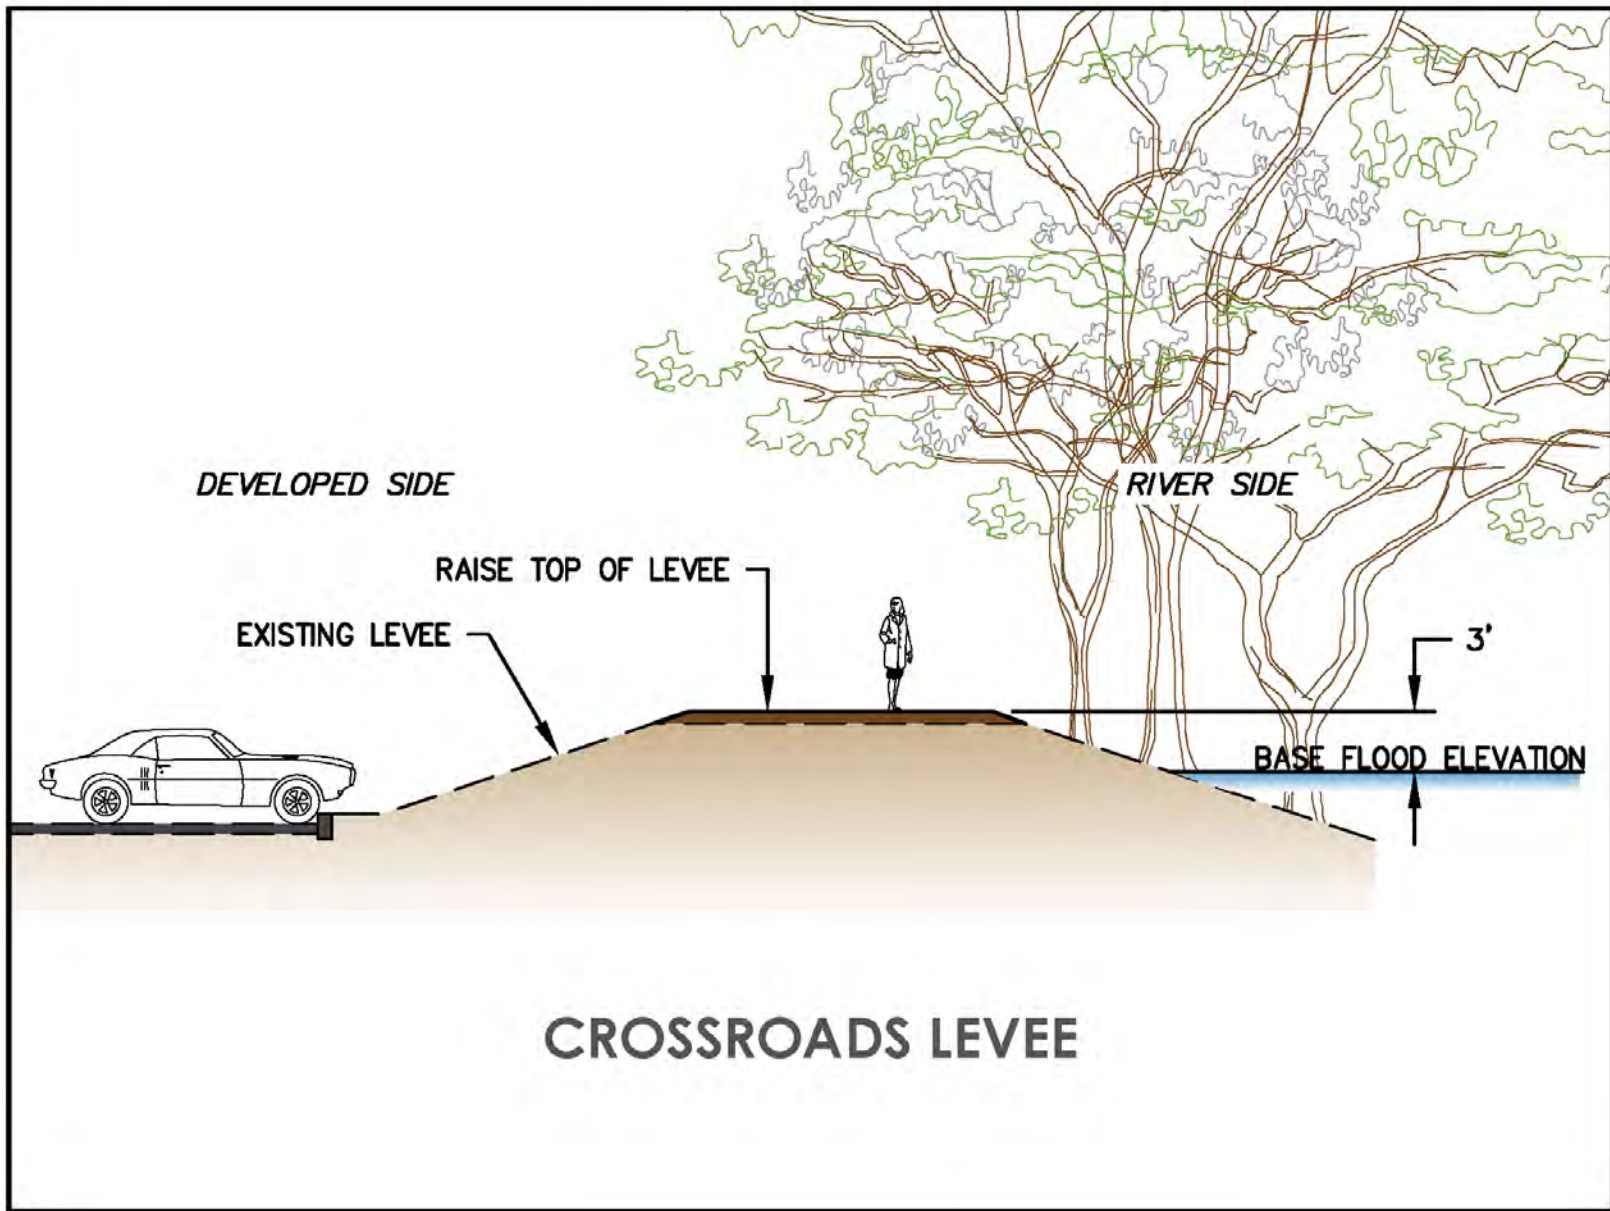 DEVELOPED SIDE
RIVER SIDE
RAISE TOP OF LEVEE
EXISTING LEVEE
3'
BASE FLOOD ELEVATION
CROSSROADS LEVEE